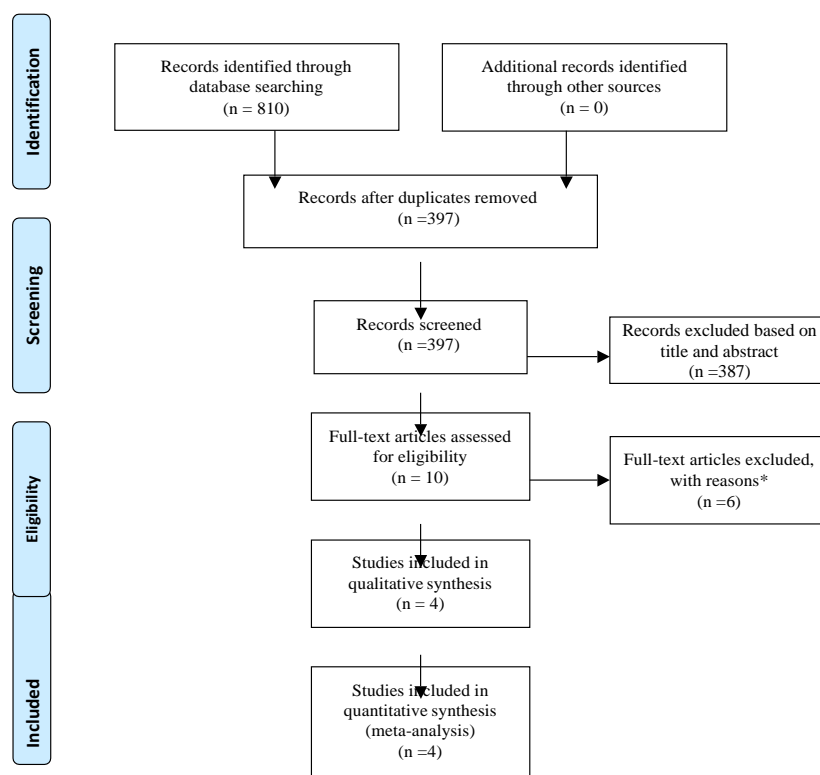 Identification
Records identified through
database searching
(n = 810)
Additional records identified
through other sources
(n = 0)
Records after duplicates removed
(n =397)
Screening
Records screened
(n =397)
Records excluded based on
title and abstract
(n =387)
Eligibility
Full-text articles assessed
for eligibility
(n = 10)
Full-text articles excluded,
with reasons*
(n =6)
Studies included in
qualitative synthesis
(n = 4)
Included
Studies included in
quantitative synthesis
(meta-analysis)
(n =4)